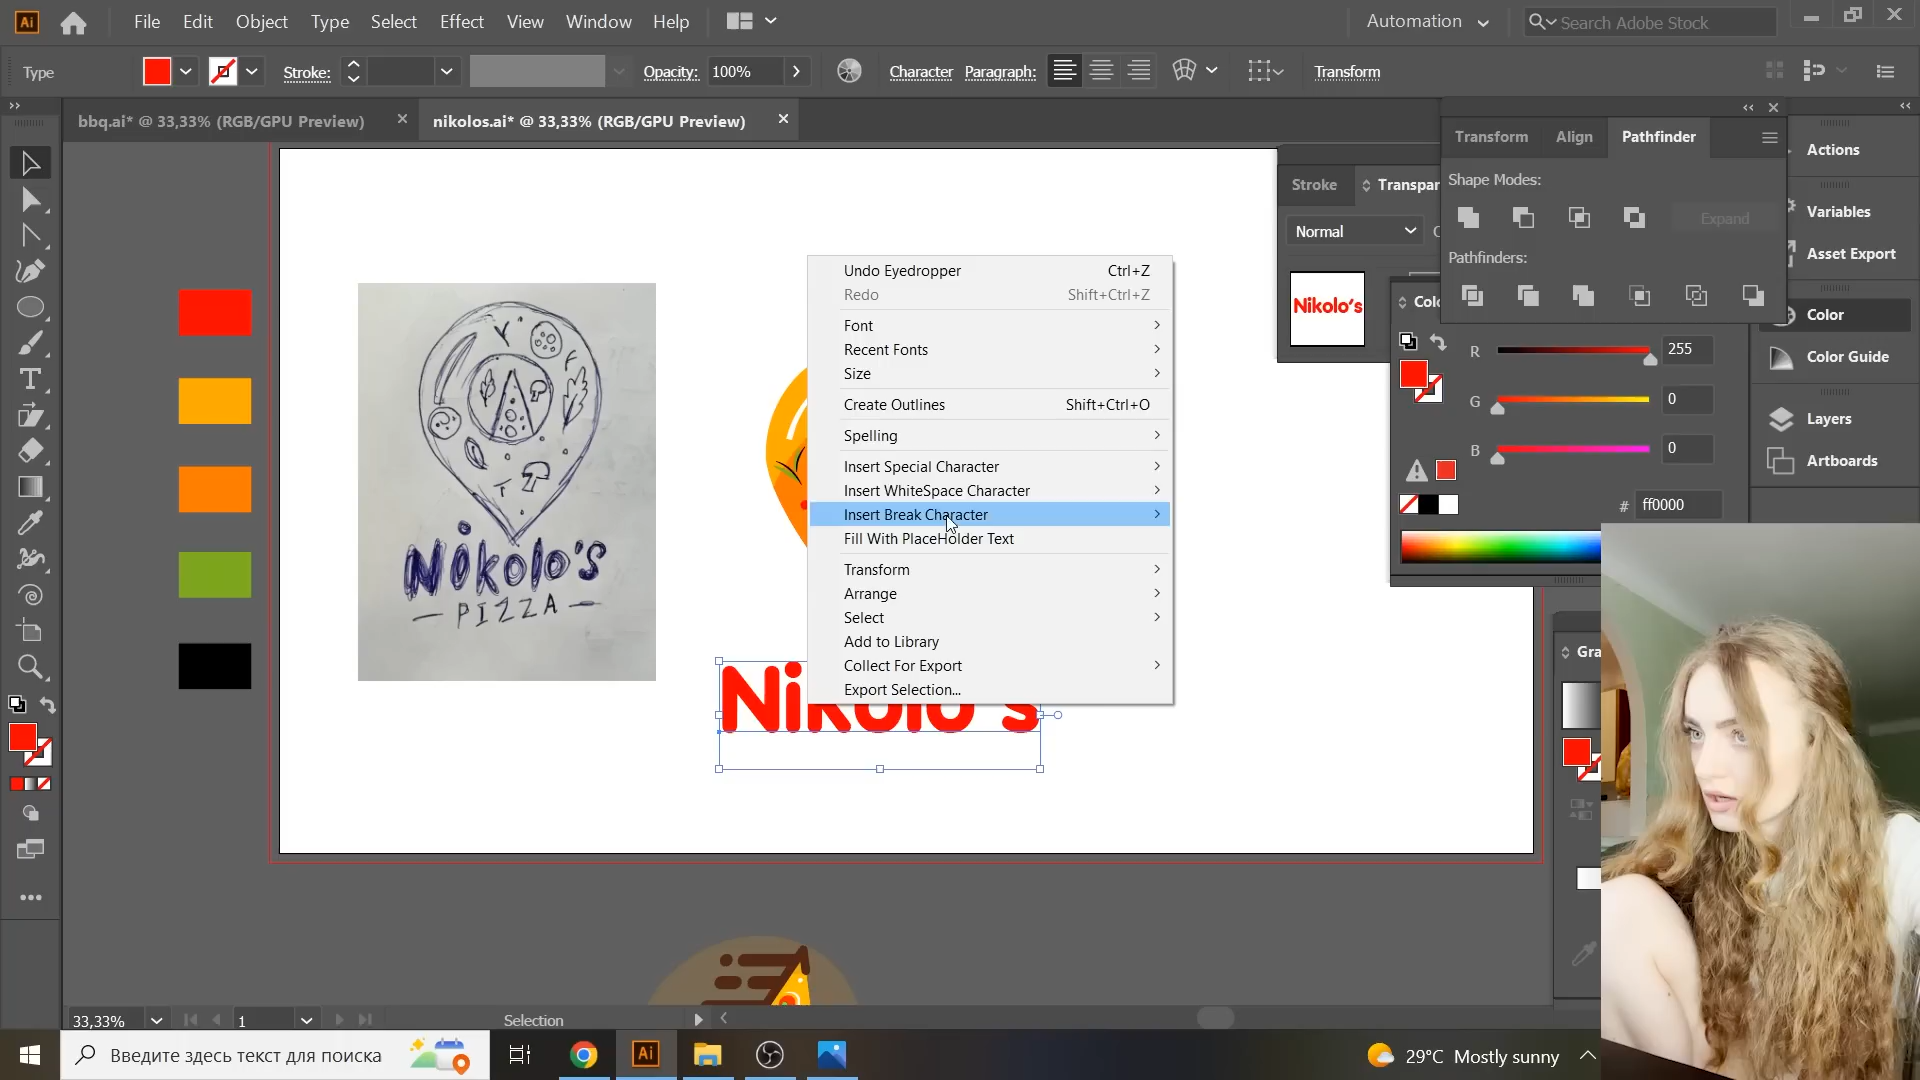 Ai File Edit Object Type Select Effect View Window Help Automation Search Adobe Stock
Type Stroke: Opacity: 100% Character Paragraph: Transform
bbq.ai* @ 33,33% (RGB/GPU Preview) nikolos.ai* @ 33,33% (RGB/GPU Preview)
Transform Align Pathfinder
Shape Modes:
Expand
Pathfinders:
Stroke Transpar
Normal
Nikolo's
Actions
Variables
Asset Export
Color
Color Guide
Layers
Artboards
Colo
R 255
G 0
B 0
# ff0000
Gra
Undo Eyedropper Ctrl+Z
Redo Shift+Ctrl+Z
Font
Recent Fonts
Size
Create Outlines Shift+Ctrl+O
Spelling
Insert Special Character
Insert WhiteSpace Character
Insert Break Character
Fill With PlaceHolder Text
Transform
Arrange
Select
Add to Library
Collect For Export
Export Selection...
Nikolo's
— PIZZA —
Nikolo's
33,33% 1 Selection
Введите здесь текст для поиска Ai 29°C Mostly sunny